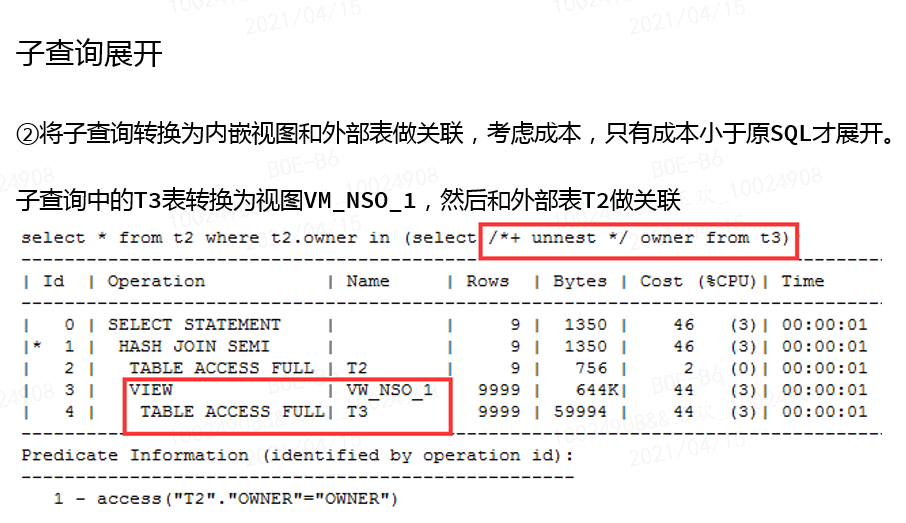 子查询展开
②将子查询转换为内嵌视图和外部表做关联，考虑成本，只有成本小于原SQL才展开。
子查询中的T3表转换为视图VM_NSO_1，然后和外部表T2做关联
select * from t2 where t2.owner in (select /*+ unnest */ owner from t3)
| Id | Operation | Name | Rows | Bytes | Cost (%CPU)| Time
| 0 | SELECT STATEMENT | | 9 | 1350 | 46 (3)| 00:00:01
|* 1 | HASH JOIN SEMI | | 9 | 1350 | 46 (3)| 00:00:01
| 2 | TABLE ACCESS FULL | T2 | 9 | 756 | 2 (0)| 00:00:01
| 3 | VIEW | VW_NSO_1 | 9999 | 644K| 44 (3)| 00:00:01
| 4 | TABLE ACCESS FULL| T3 | 9999 | 59994 | 44 (3)| 00:00:01
Predicate Information (identified by operation id):
1 - access("T2"."OWNER"="OWNER")